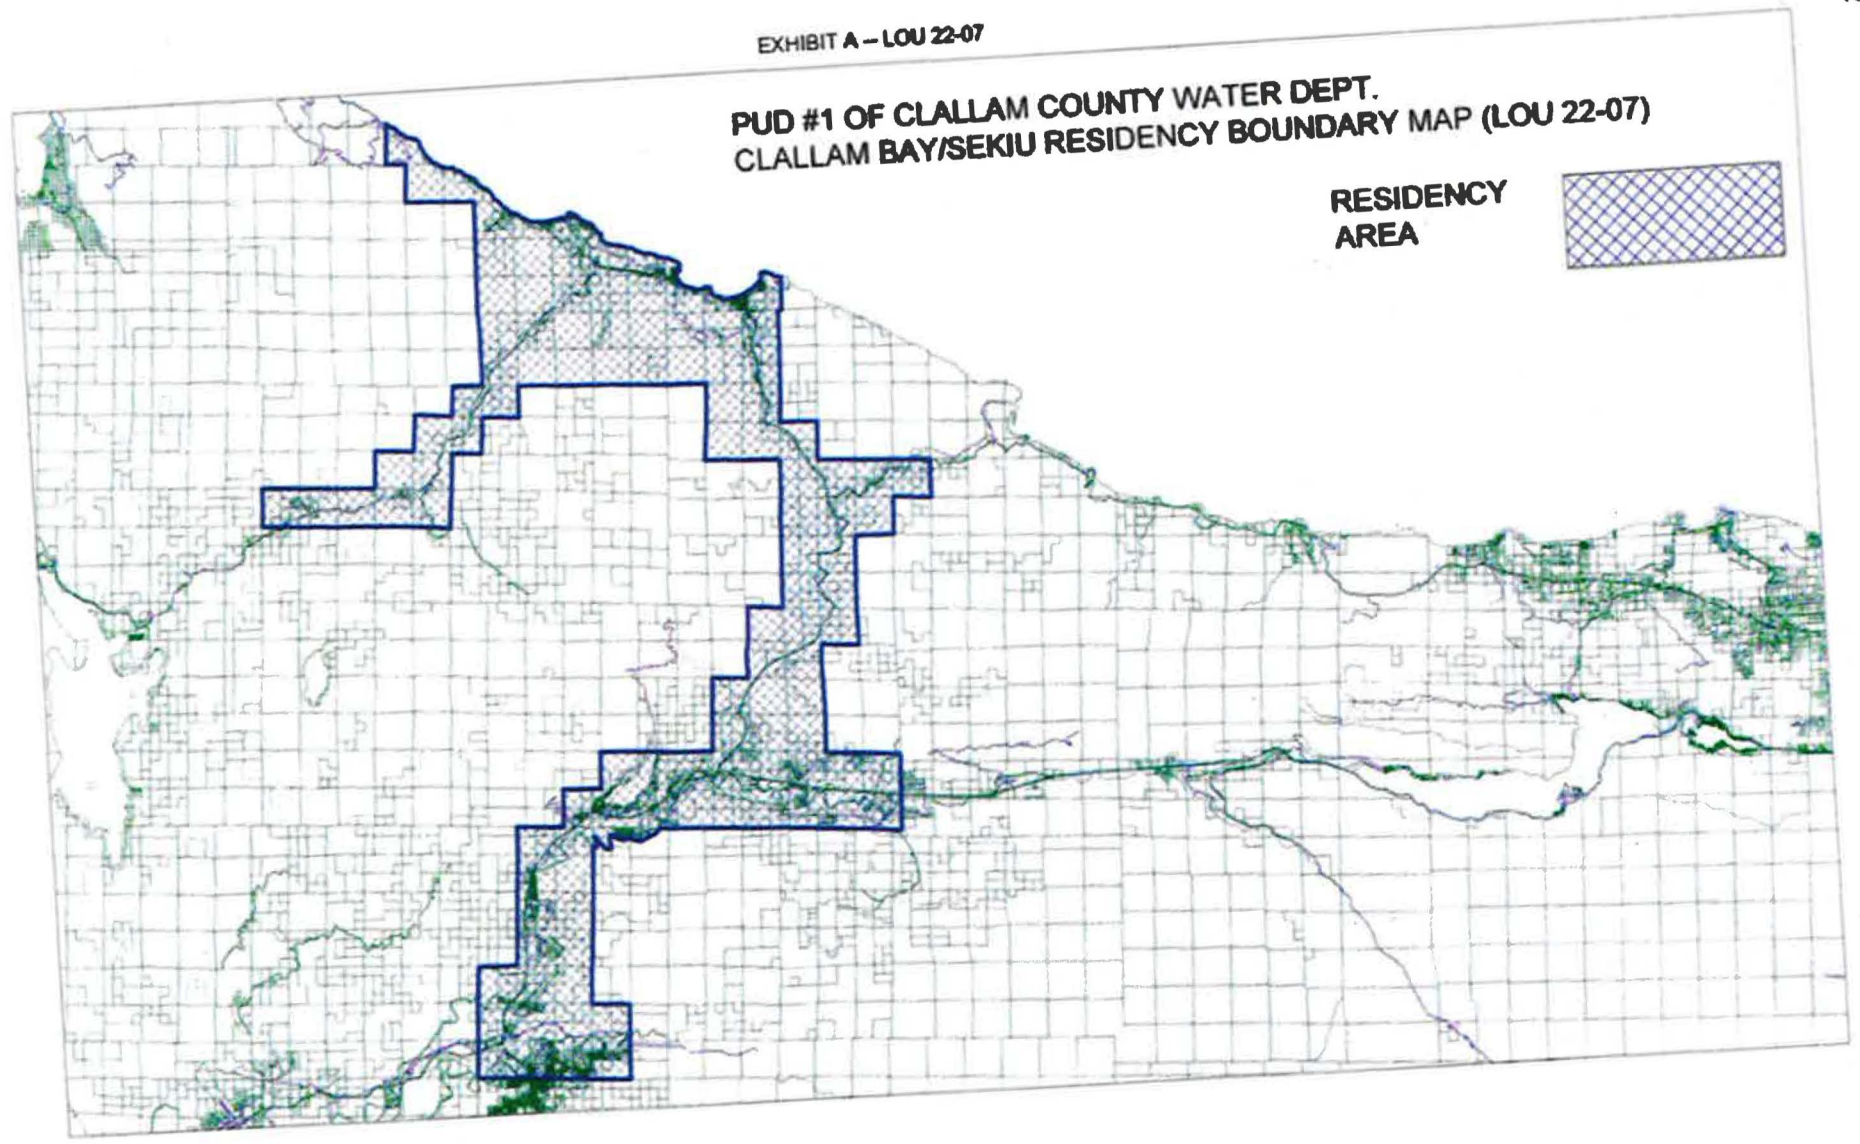 EXHIBIT A – LOU 22-07
PUD #1 OF CLALLAM COUNTY WATER DEPT.
CLALLAM BAY/SEKIU RESIDENCY BOUNDARY MAP (LOU 22-07)
RESIDENCY
AREA